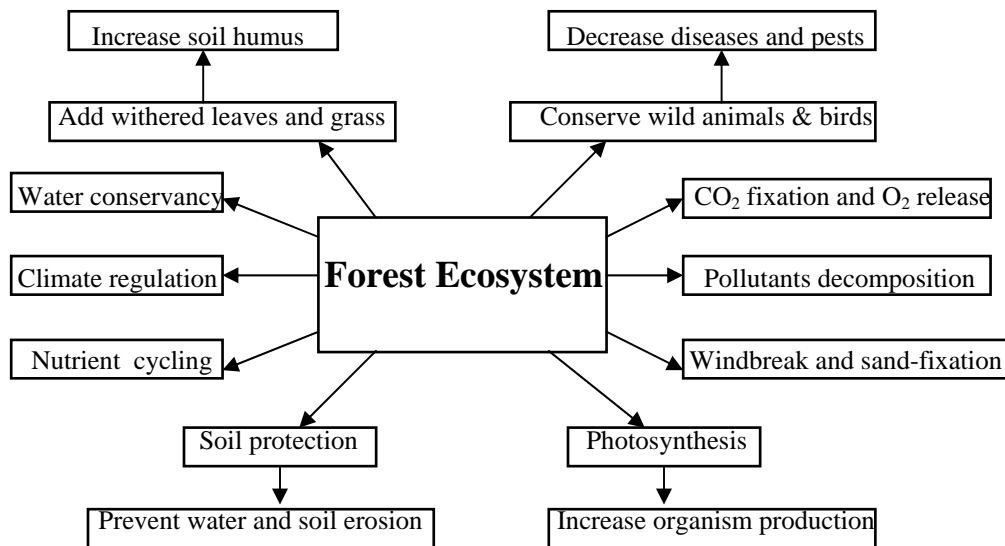 Increase soil humus
Decrease diseases and pests
Add withered leaves and grass
Conserve wild animals & birds
Water conservancy
CO₂ fixation and O₂ release
Forest Ecosystem
Climate regulation
Pollutants decomposition
Nutrient cycling
Windbreak and sand-fixation
Soil protection
Photosynthesis
Prevent water and soil erosion
Increase organism production